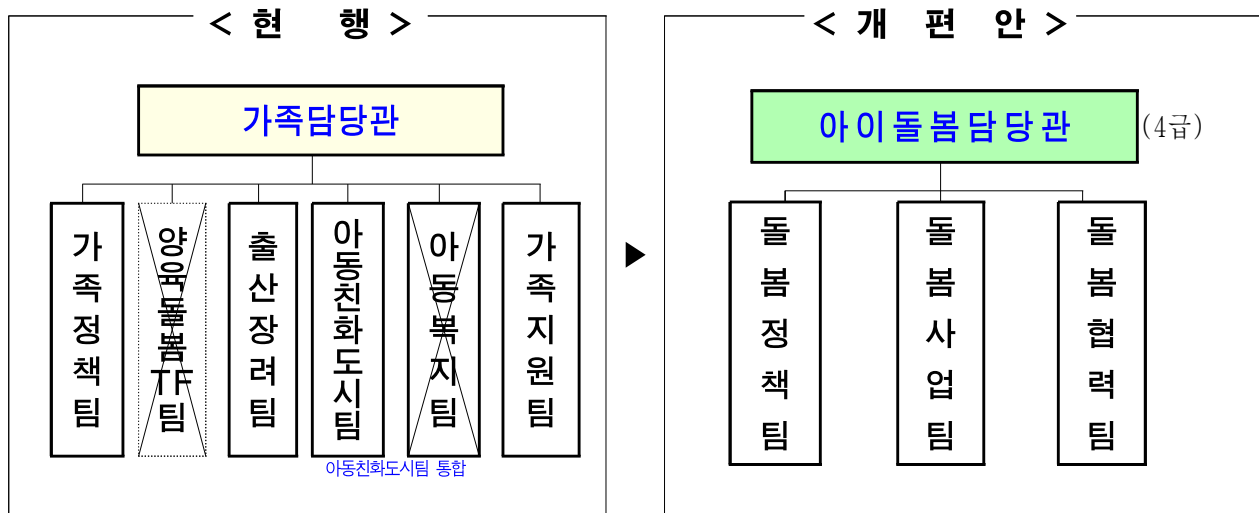 < 현 행 >
가족담당관
가족정책팀
양육돌봄TF팀
출산장려팀
아동친화도시팀
아동복지팀
가족지원팀
아동친화도시팀 통합
▶
< 개 편 안 >
아이돌봄담당관 (4급)
돌봄정책팀
돌봄사업팀
돌봄협력팀